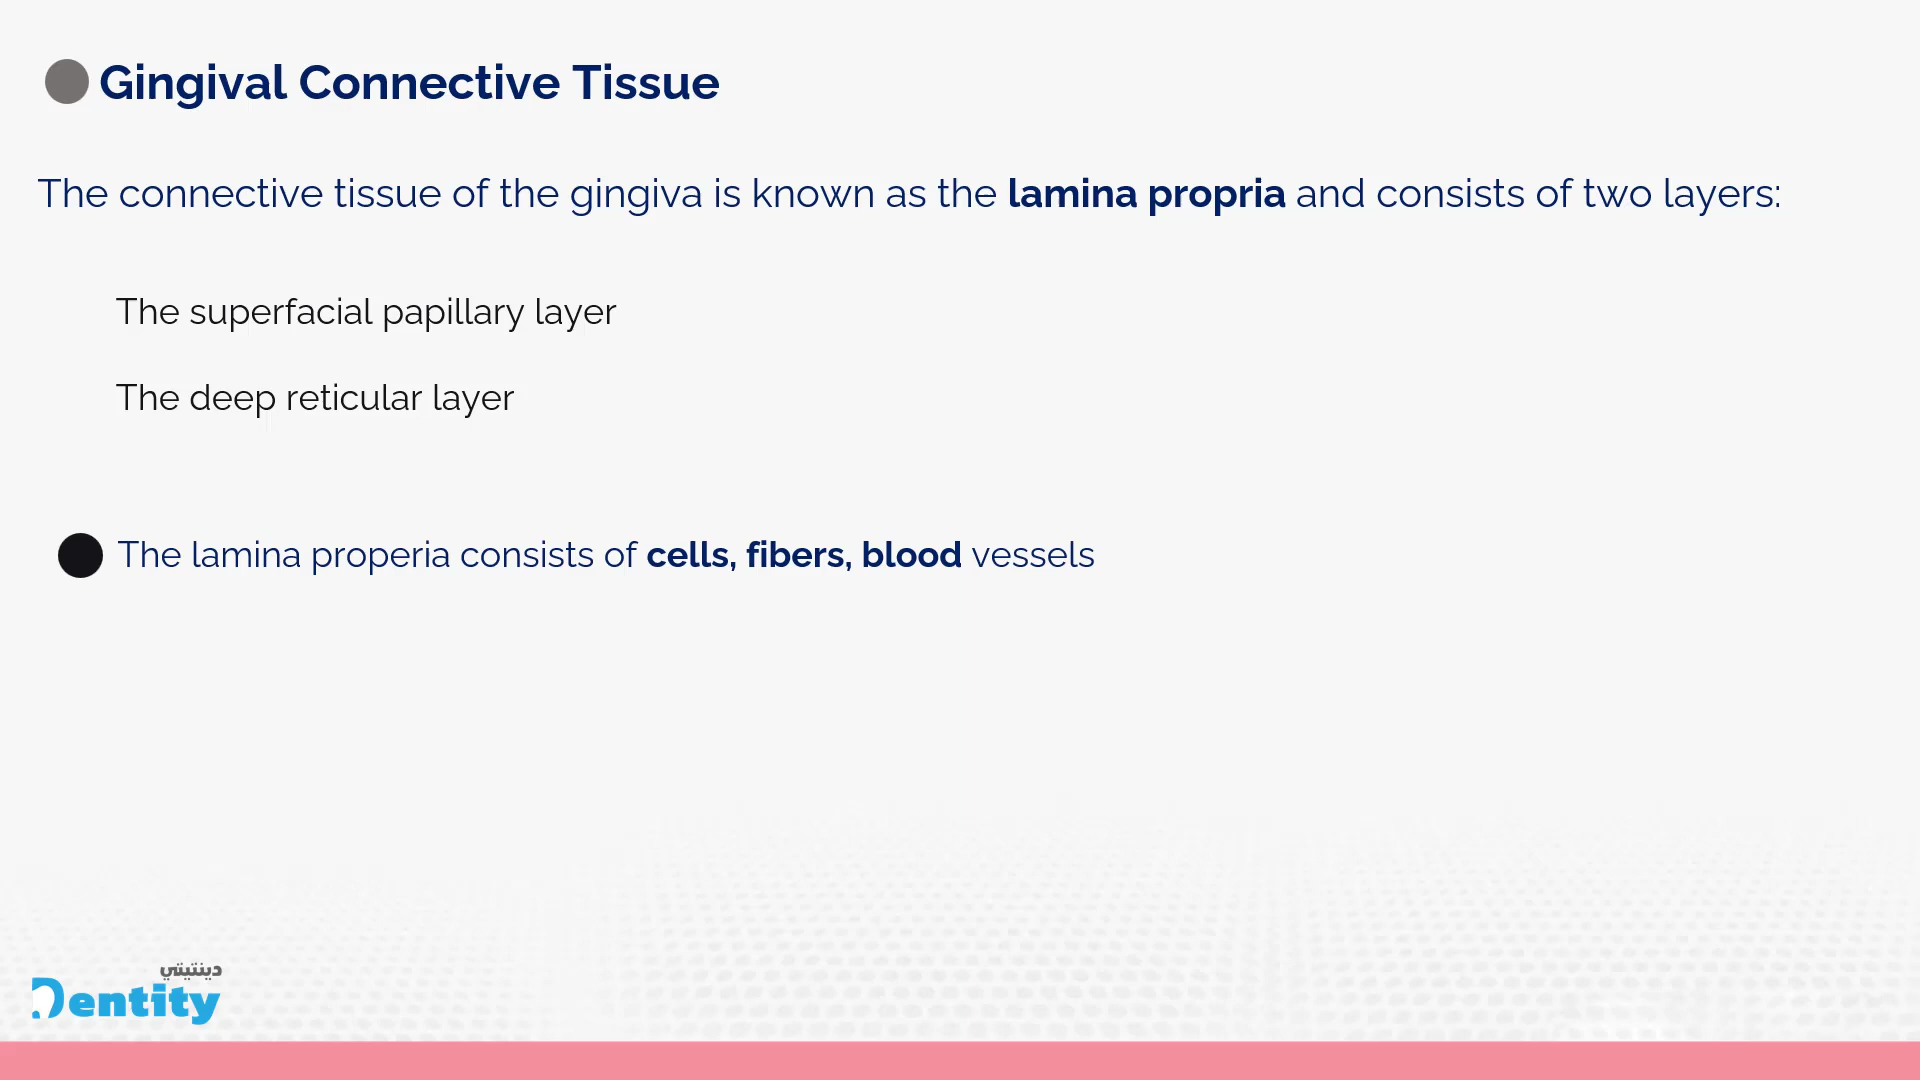 Gingival Connective Tissue
The connective tissue of the gingiva is known as the lamina propria and consists of two layers:
The superfacial papillary layer
The deep reticular layer
The lamina properia consists of cells, fibers, blood vessels
دينتيتي
Dentity